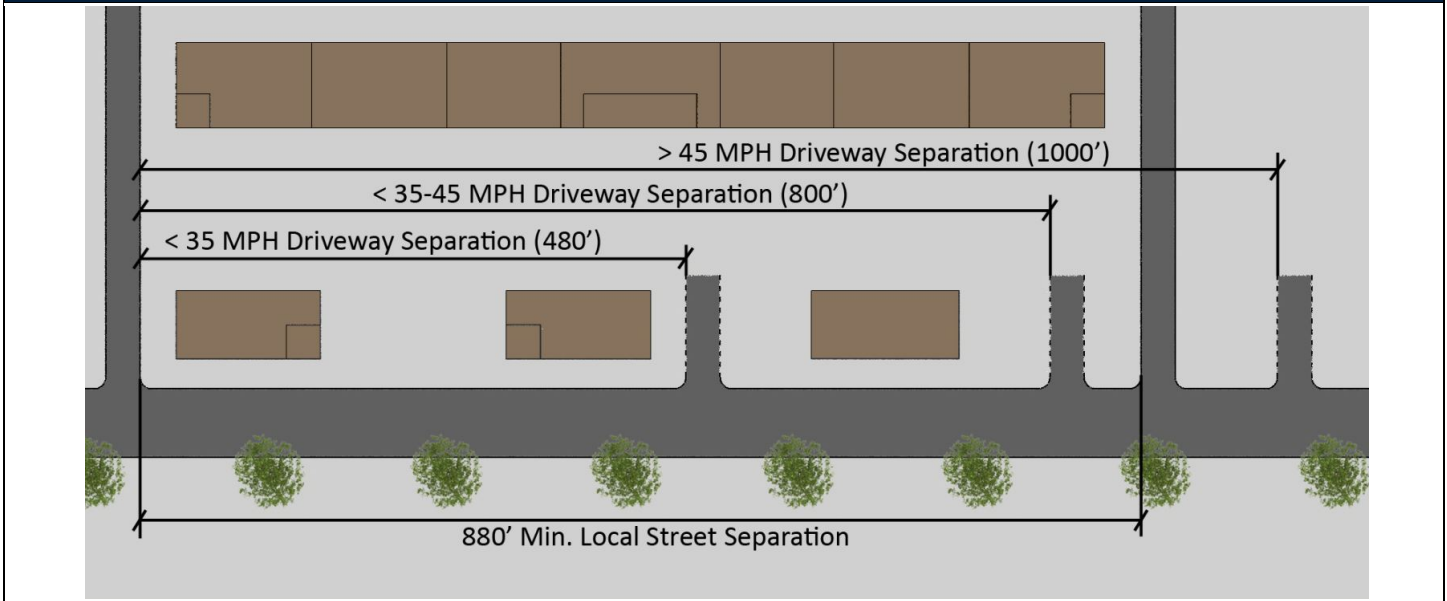 > 45 MPH Driveway Separation (1000’)
< 35-45 MPH Driveway Separation (800’)
< 35 MPH Driveway Separation (480’)
880’ Min. Local Street Separation